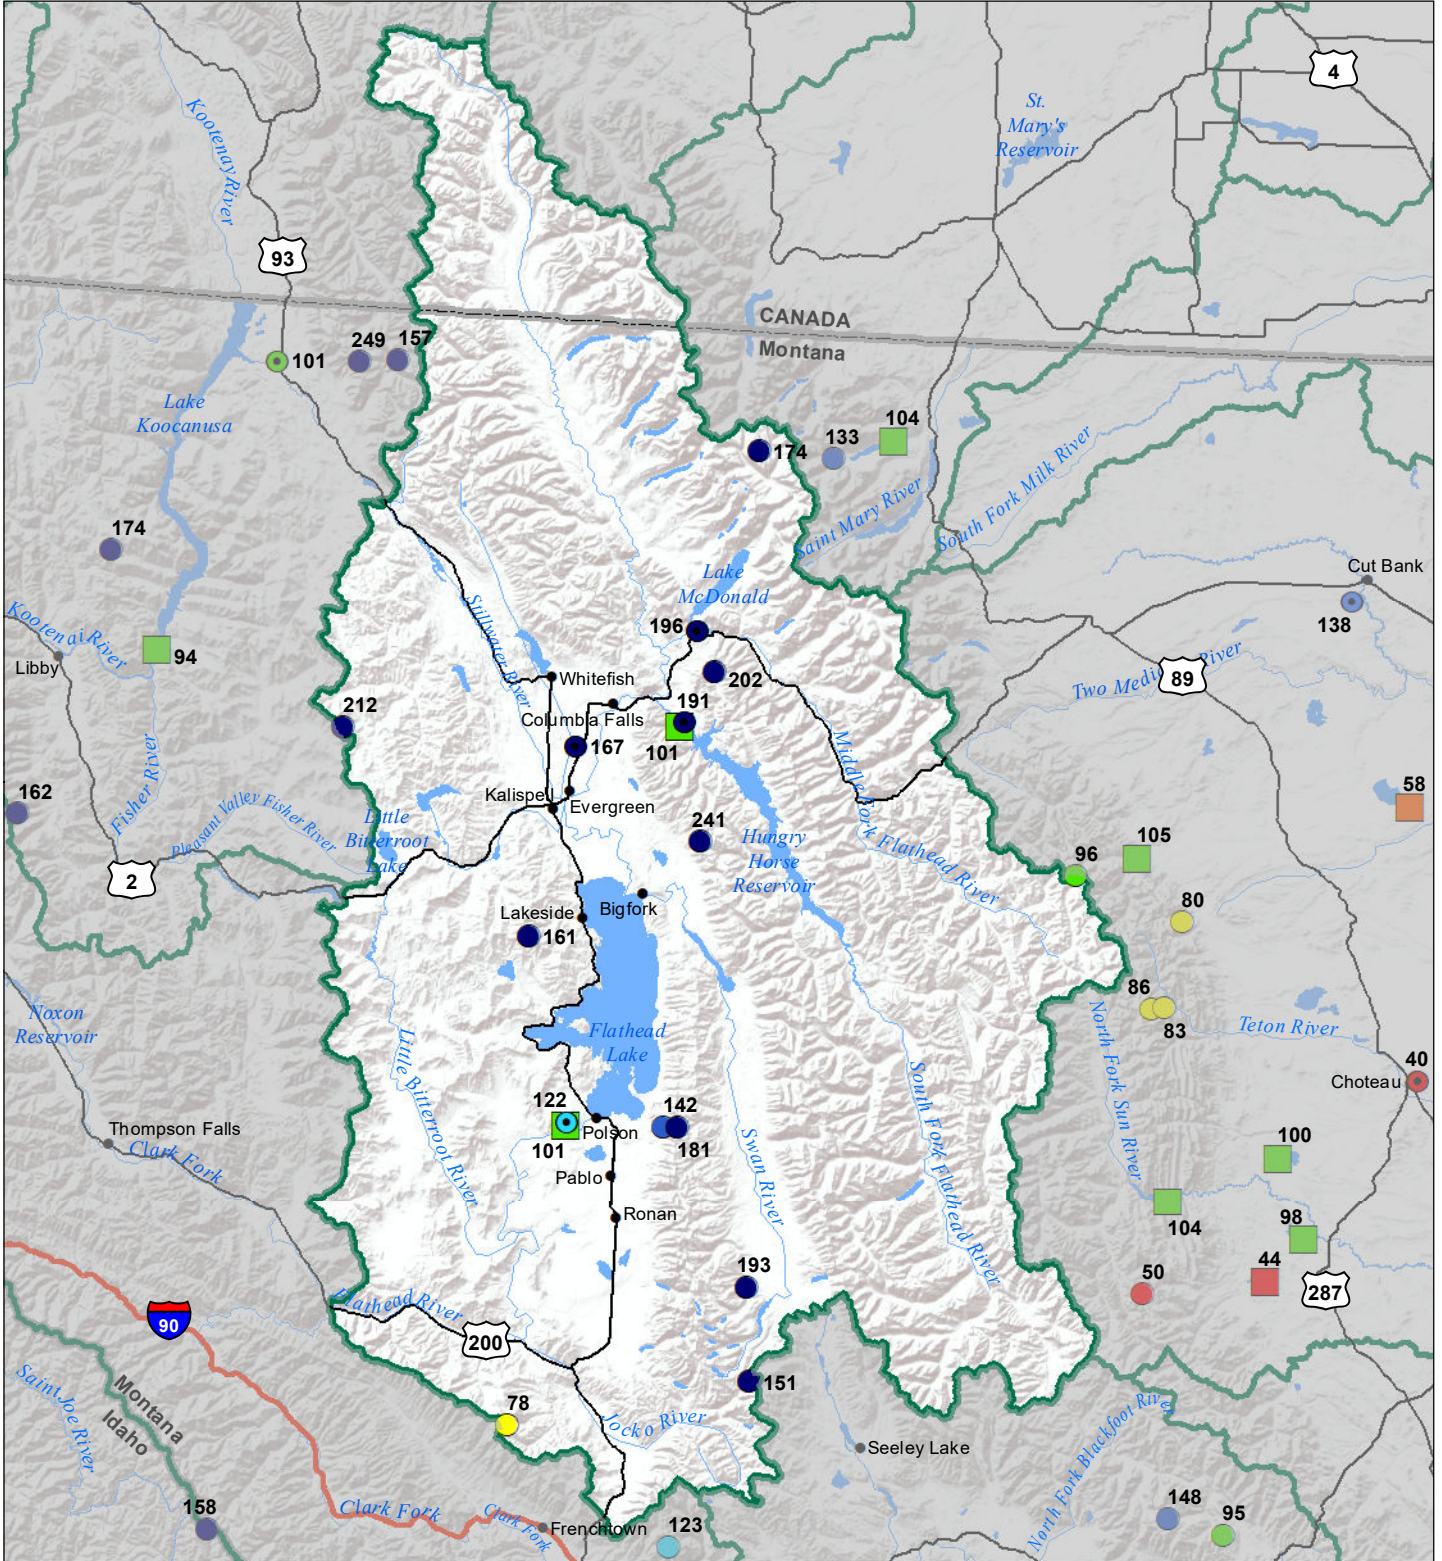 4
St.
Mary's
Reservoir
Kootenay River
93
CANADA
Montana
249
157
101
Lake
Koocanusa
104
133
174
South Fork Milk River
Saint Mary River
174
Cut Bank
138
Lake
McDonald
Stillwater River
196
Kootenai River
Libby
94
Two Medicine River
89
Whitefish
202
212
191
Columbia Falls
101
167
Middle Fork Flathead River
Fisher River
162
Pleasant Valley Fisher River
58
Kalispell
Evergreen
Little
Bitterroot
Lake
241
Hungry
Horse
Reservoir
105
96
2
80
Bigfork
Lakeside
161
86
83
Noxon
Reservoir
Flathead
Lake
North Fork Sun River
Teton River
Little Bitterroot River
South Fork Flathead River
40
Choteau
122
142
Thompson Falls
Polson
101
181
Swan River
100
Clark Fork
Pablo
104
Ronan
98
193
50
44
287
Flathead River
90
200
151
Saint Joe River
Montana
Idaho
78
Jocko River
Seeley Lake
North Fork Blackfoot River
158
Clark Fork
Clark Fork
Frenchtown
123
148
95